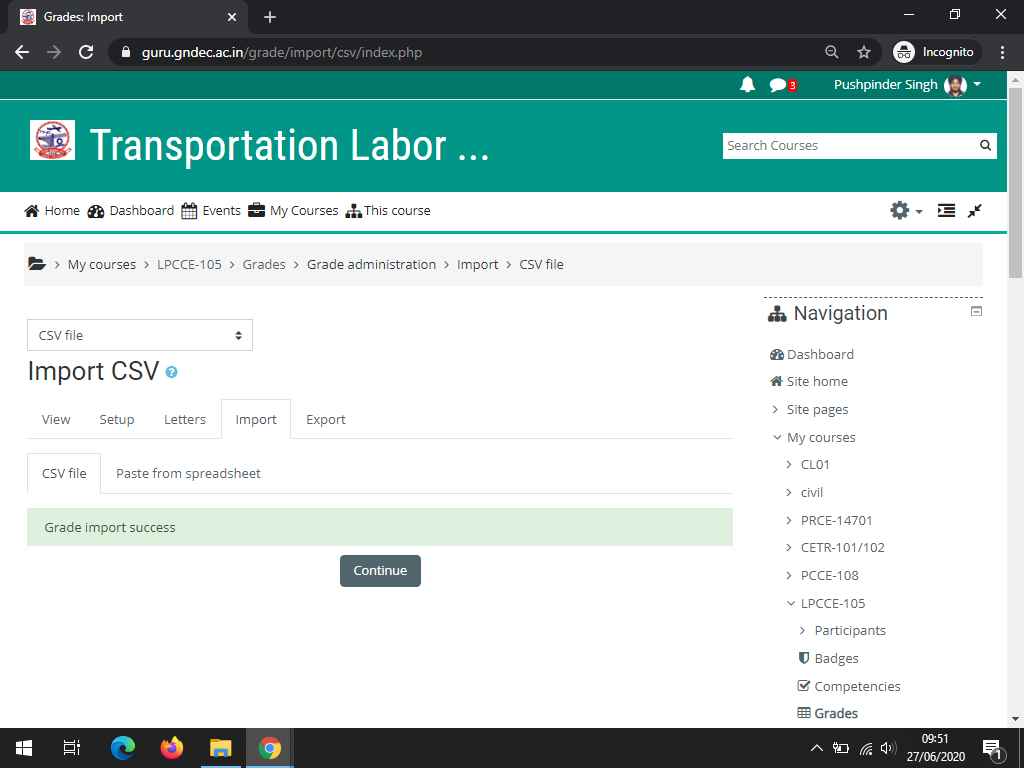 Grades: Import
guru.gndec.ac.in/grade/import/csv/index.php
Incognito
3
Pushpinder Singh
Transportation Labor ...
Search Courses
Home Dashboard Events My Courses This course
My courses > LPCCE-105 > Grades > Grade administration > Import > CSV file
CSV file
Import CSV
View Setup Letters Import Export
CSV file Paste from spreadsheet
Grade import success
Continue
Navigation
Dashboard
Site home
Site pages
My courses
CL01
civil
PRCE-14701
CETR-101/102
PCCE-108
LPCCE-105
Participants
Badges
Competencies
Grades
09:51
27/06/2020
1